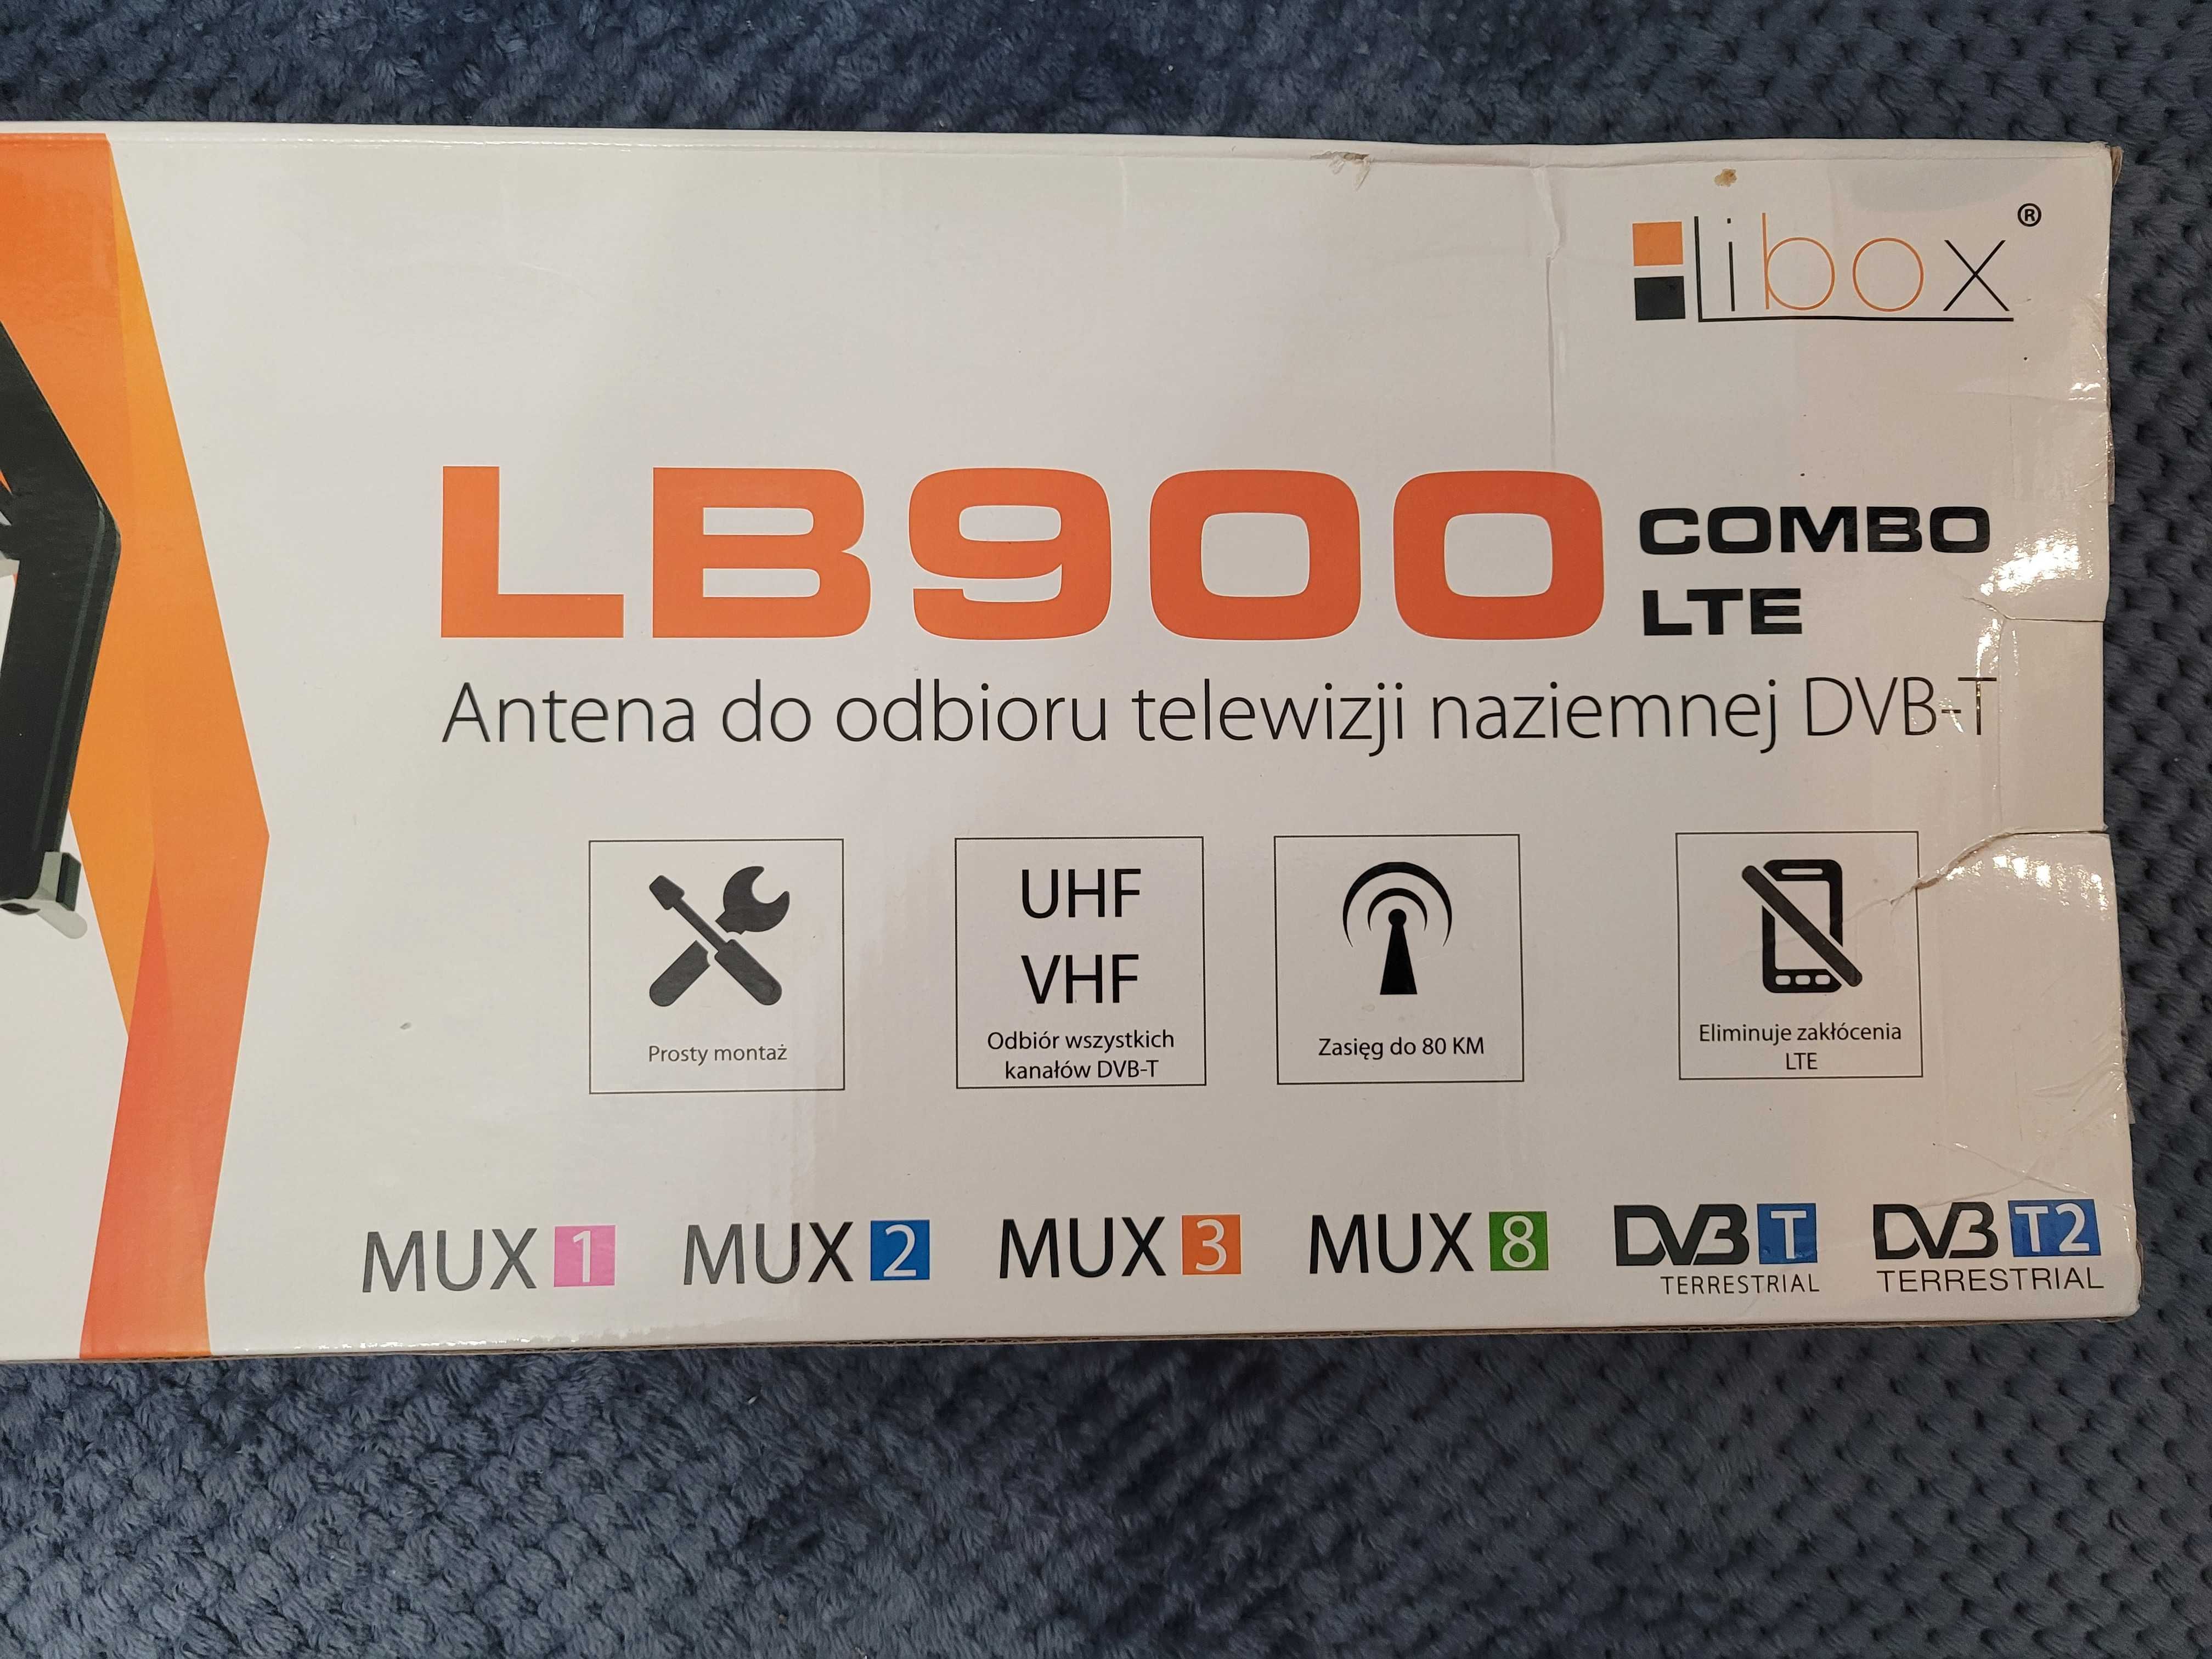 libox®
LB900 COMBO
LTE
Antena do odbioru telewizji naziemnej DVB-T
Prosty montaż
UHF
VHF
Odbiór wszystkich
kanałów DVB-T
Zasięg do 80 KM
Eliminuje zakłócenia
LTE
MUX 1 MUX 2 MUX 3 MUX 8 DVB T DVB T2
TERRESTRIAL TERRESTRIAL